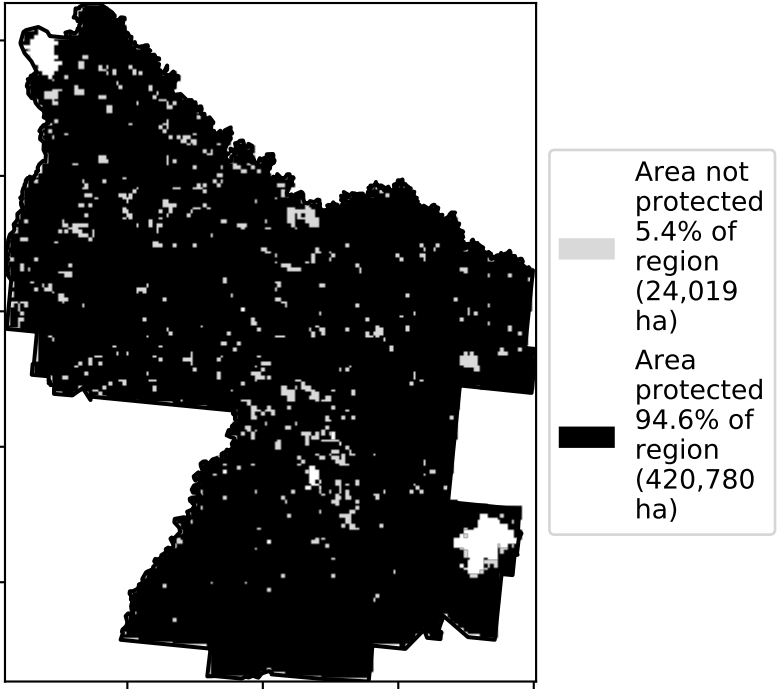 Area not
protected
5.4% of
region
(24,019
ha)
Area
protected
94.6% of
region
(420,780
ha)